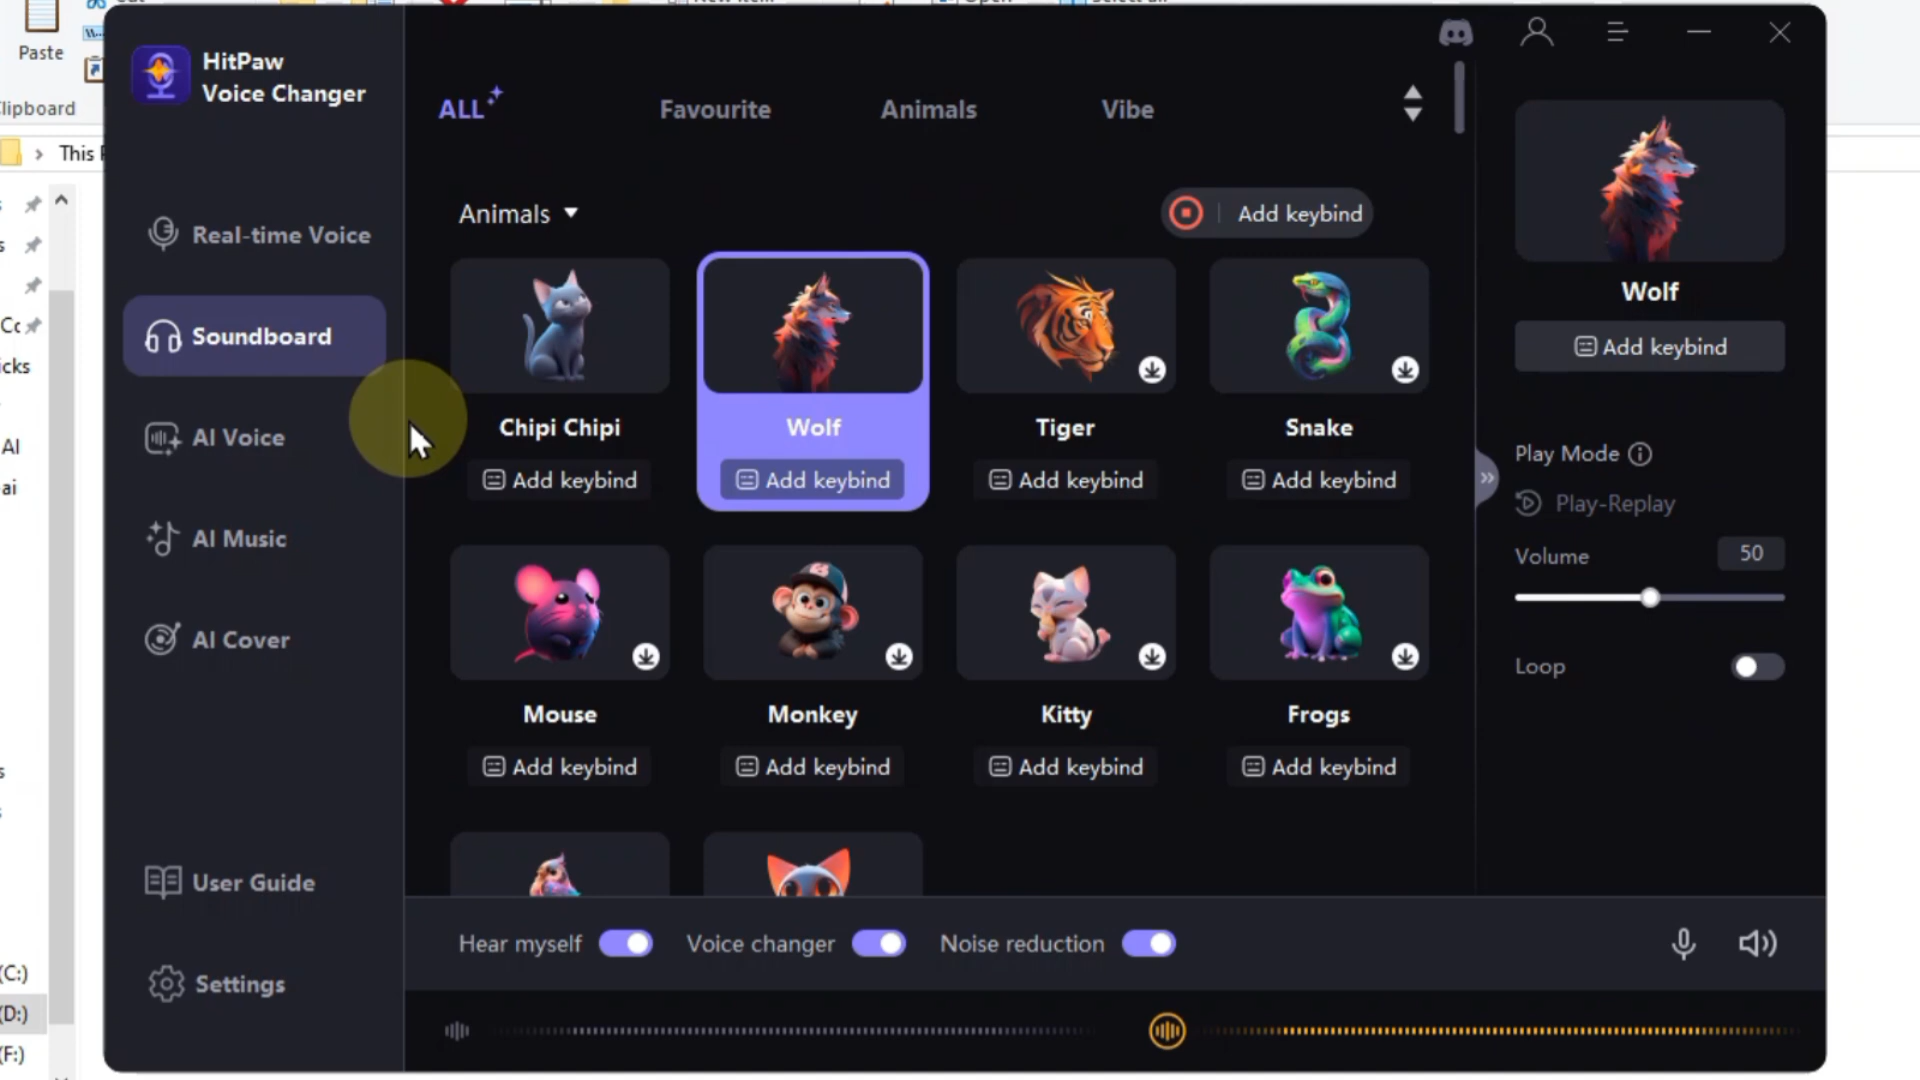 Paste
Clipboard
This
HitPaw
Voice Changer
ALL
Favourite
Animals
Vibe
Animals
Add keybind
Real-time Voice
Soundboard
AI Voice
AI Music
AI Cover
User Guide
Settings
Chipi Chipi
Wolf
Tiger
Snake
Add keybind
Add keybind
Add keybind
Add keybind
Mouse
Monkey
Kitty
Frogs
Add keybind
Add keybind
Add keybind
Add keybind
Wolf
Add keybind
Play Mode
Play-Replay
Volume
50
Loop
Hear myself
Voice changer
Noise reduction
AI
ai
(C:)
(D:)
(F:)